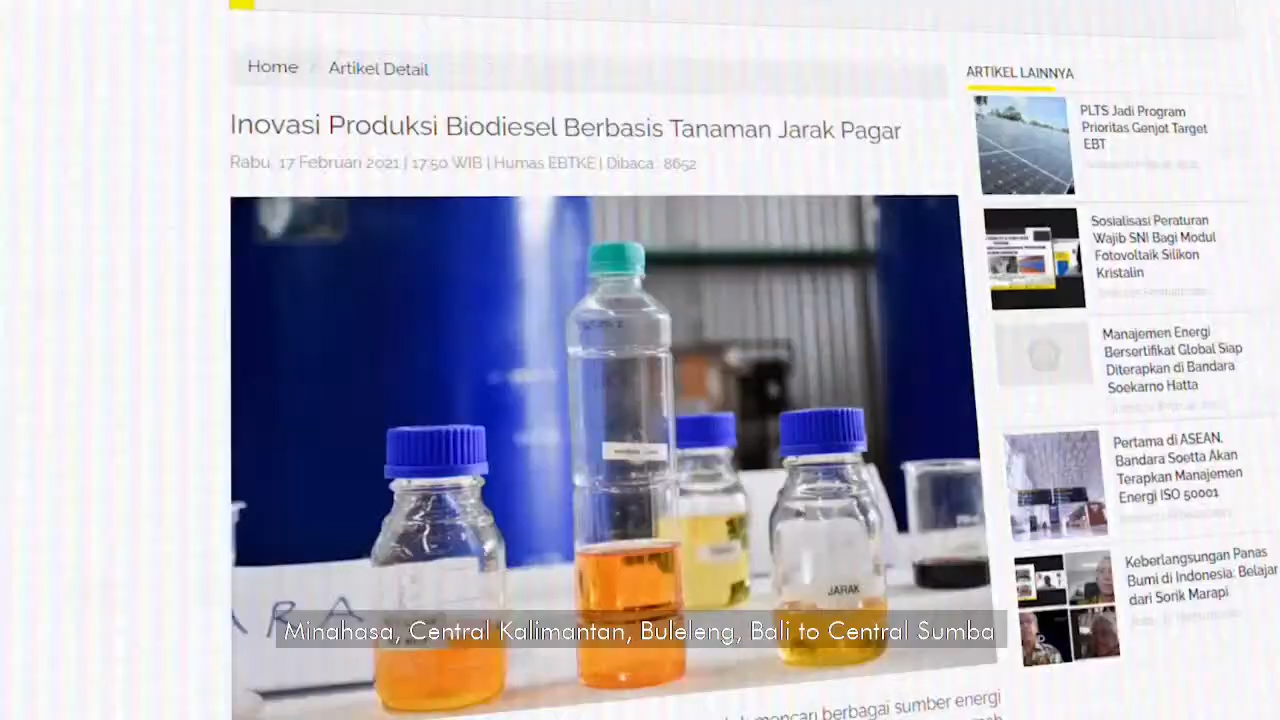 Home / Artikel Detail
Inovasi Produksi Biodiesel Berbasis Tanaman Jarak Pagar
Rabu, 17 Februari 2021 | 17:50 WIB | Humas EBTKE | Dibaca : 8652
JARAK
ARA
Minahasa, Central Kalimantan, Buleleng, Bali to Central Sumba
mencari berbagai sumber energi
ARTIKEL LAINNYA
PLTS Jadi Program
Prioritas Genjot Target
EBT
Sosialisasi Peraturan
Wajib SNI Bagi Modul
Fotovoltaik Silikon
Kristalin
Manajemen Energi
Bersertifikat Global Siap
Diterapkan di Bandara
Soekarno Hatta
Pertama di ASEAN,
Bandara Soetta Akan
Terapkan Manajemen
Energi ISO 50001
Keberlangsungan Panas
Bumi di Indonesia: Belajar
dari Sorik Marapi